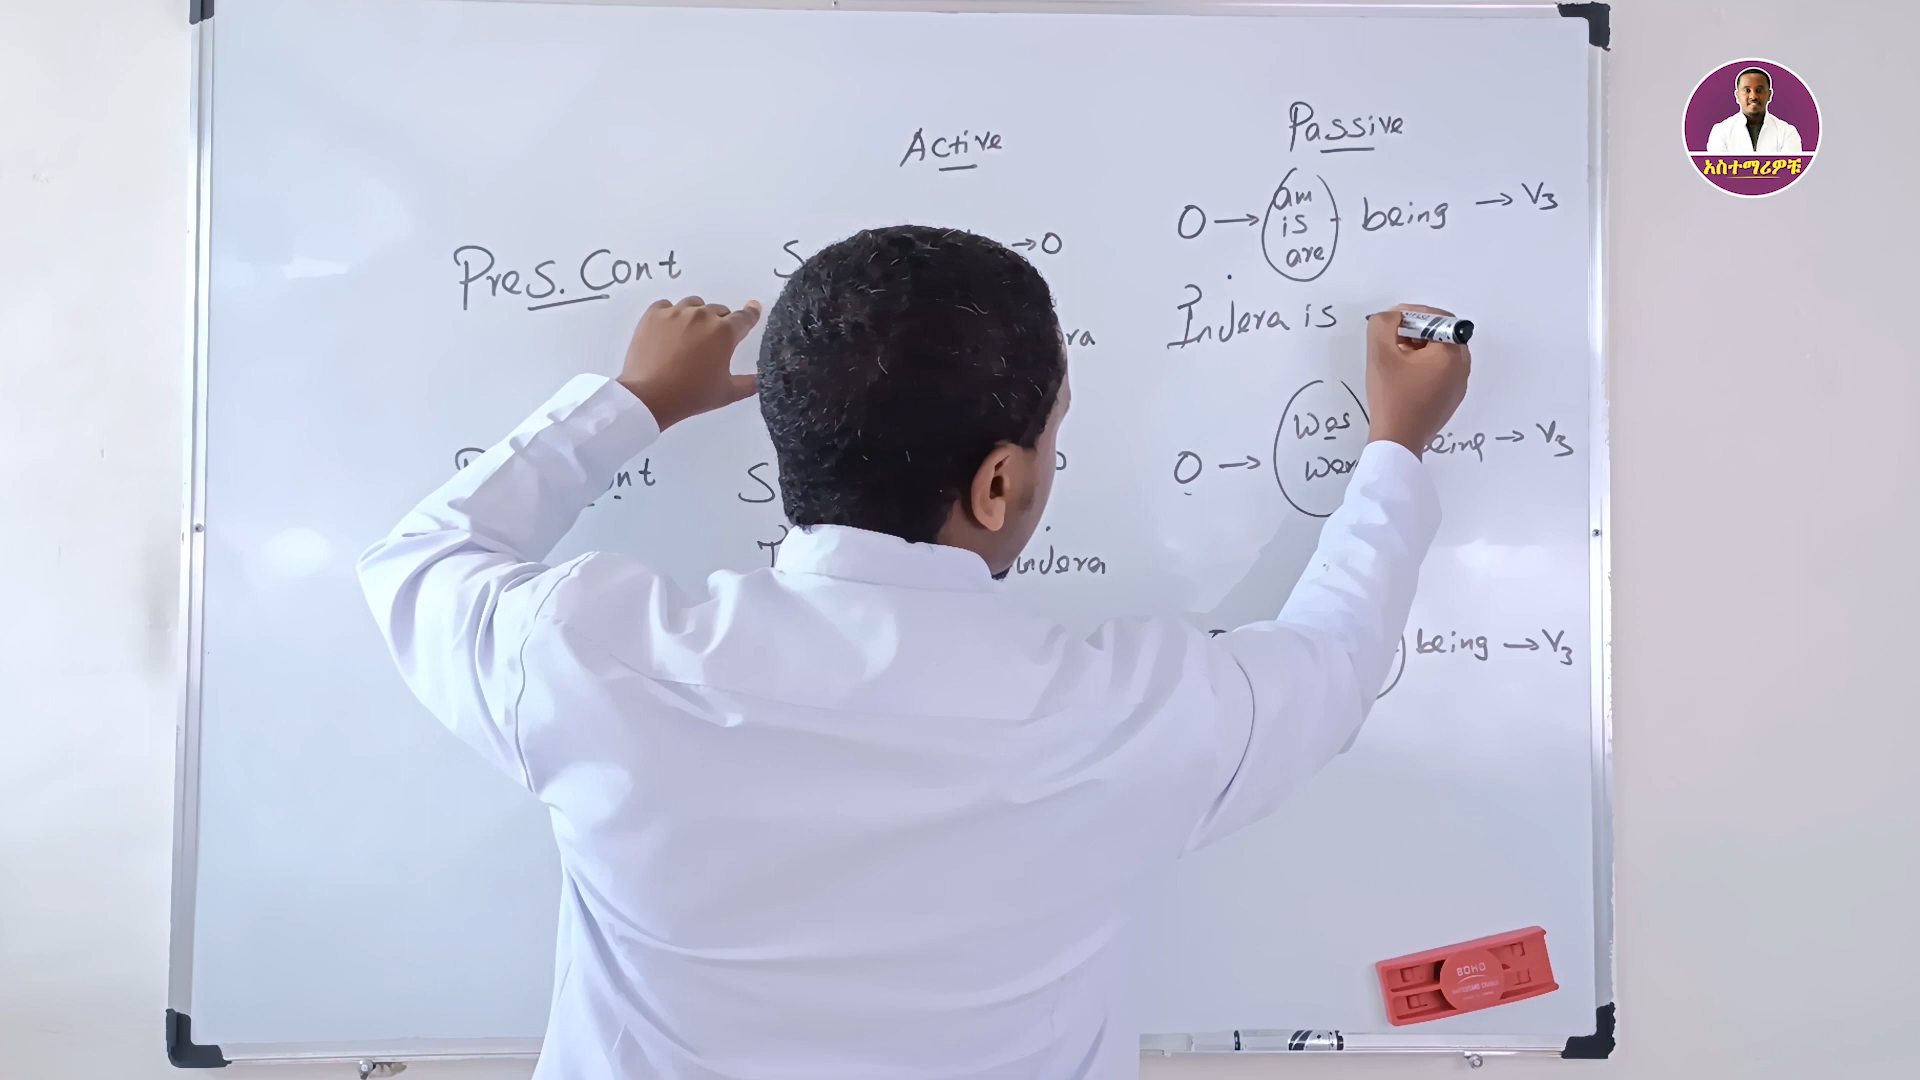 Active
Passive
Pres. Cont
S → O
O → am is are being → V3
ra
Injera is
nt
S
O → was being → V3
injera
being → V3
አስተማሪዎቹ
BOHO